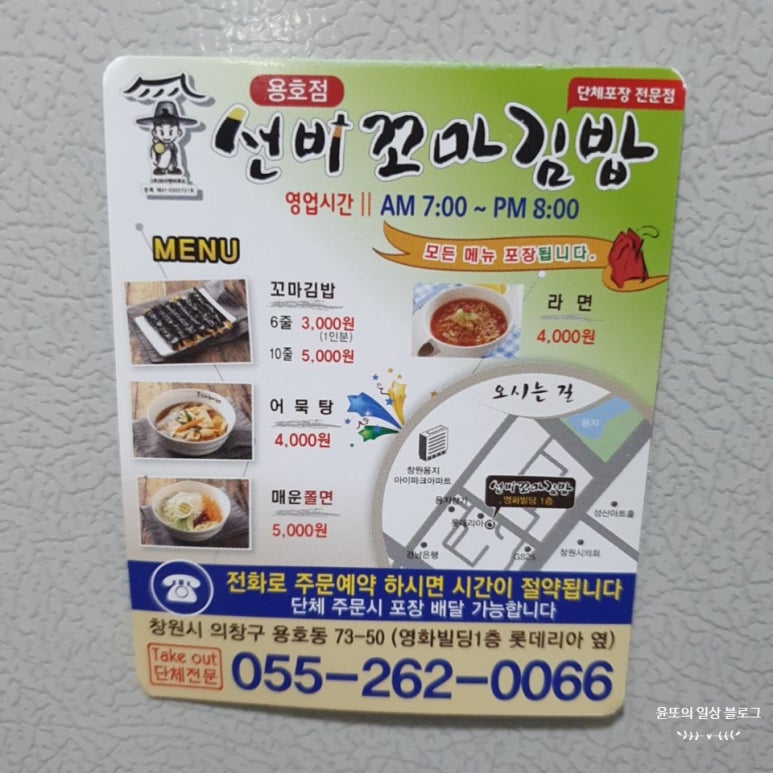 용호점
단체포장 전문점
선비꼬마김밥
영업시간 || AM 7:00 ~ PM 8:00
모든 메뉴 포장됩니다.
MENU
꼬마김밥
6줄 3,000원
(1인분)
10줄 5,000원
라면
4,000원
어묵탕
4,000원
매운쫄면
5,000원
오시는 길
창원용지
아이파크아파트
선비꼬마김밥
영화빌딩 1층
롯데리아
성산아트홀
경남은행
GS25
창원시의회
전화로 주문예약 하시면 시간이 절약됩니다
단체 주문시 포장 배달 가능합니다
창원시 의창구 용호동 73-50 (영화빌딩1층 롯데리아 옆)
Take out
단체전문
055-262-0066
윤또의 일상 블로그